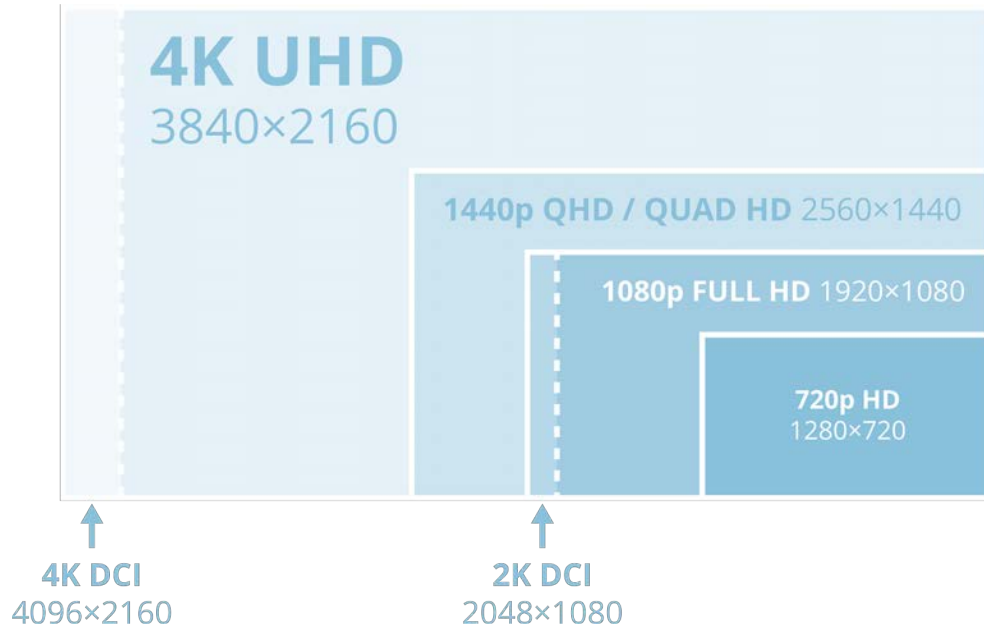 4K UHD
3840×2160
1440p QHD / QUAD HD 2560×1440
1080p FULL HD 1920×1080
720p HD
1280×720
4K DCI
4096×2160
2K DCI
2048×1080